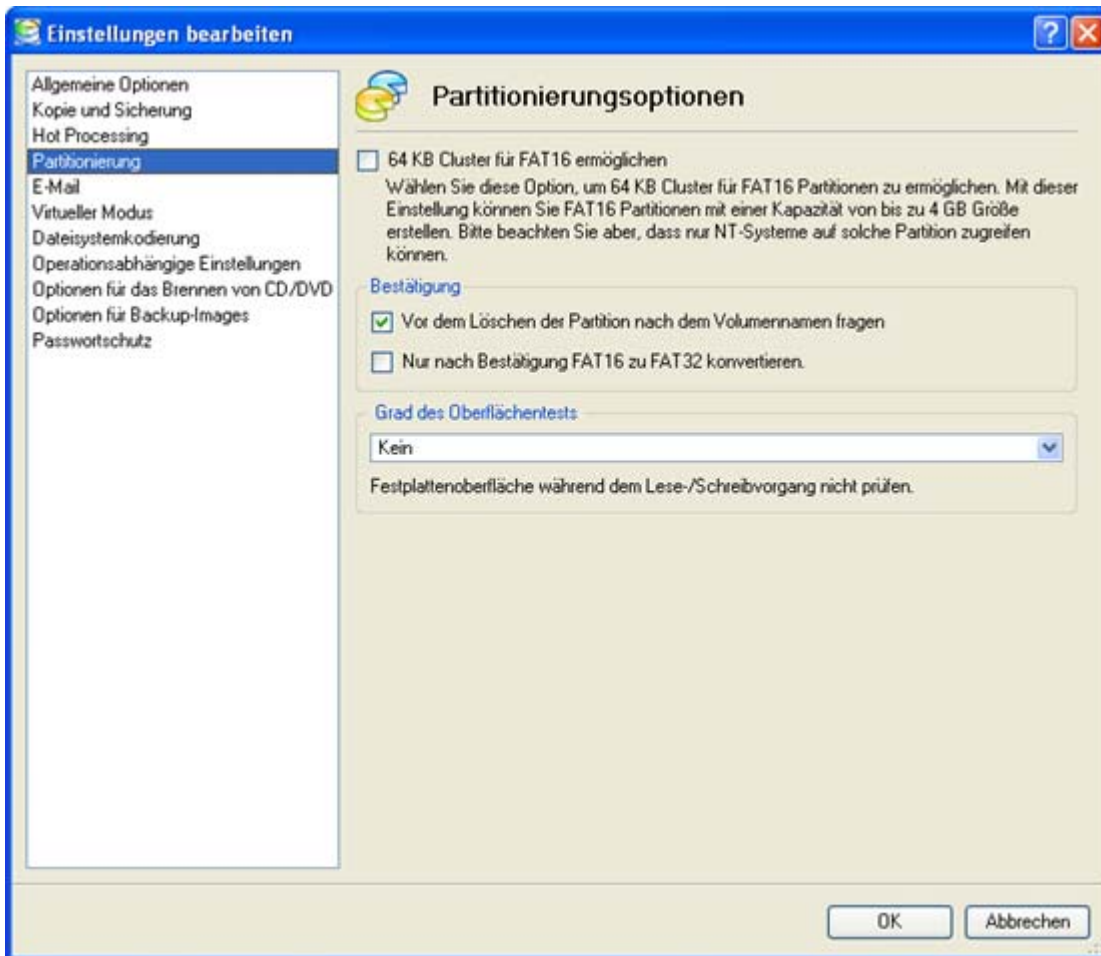 Einstellungen bearbeiten
Allgemeine Optionen
Kopie und Sicherung
Hot Processing
Partitionierung
E-Mail
Virtueller Modus
Dateisystemkodierung
Operationsabhängige Einstellungen
Optionen für das Brennen von CD/DVD
Optionen für Backup-Images
Passwortschutz
Partitionierungsoptionen
64 KB Cluster für FAT16 ermöglichen
Wählen Sie diese Option, um 64 KB Cluster für FAT16 Partitionen zu ermöglichen. Mit dieser
Einstellung können Sie FAT16 Partitionen mit einer Kapazität von bis zu 4 GB Größe
erstellen. Bitte beachten Sie aber, dass nur NT-Systeme auf solche Partition zugreifen
können.
Bestätigung
Vor dem Löschen der Partition nach dem Volumennamen fragen
Nur nach Bestätigung FAT16 zu FAT32 konvertieren.
Grad des Oberflächentests
Kein
Festplattenoberfläche während dem Lese-/Schreibvorgang nicht prüfen.
OK
Abbrechen